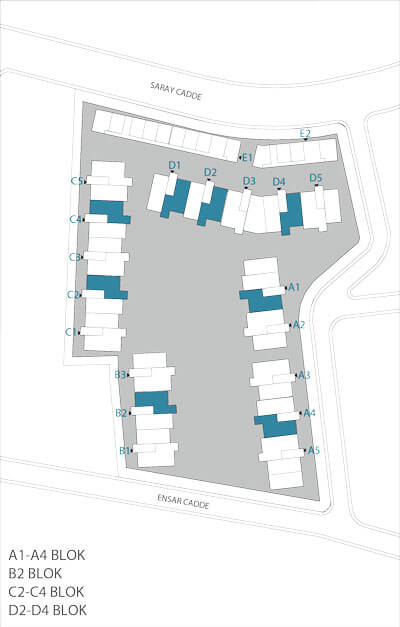 SARAY CADDE
E2
E1
D1
D2
D3
D4
D5
C5
C4
C3
C2
C1
A1
A2
A3
A4
A5
B3
B2
B1
ENSAR CADDE
A1-A4 BLOK
B2 BLOK
C2-C4 BLOK
D2-D4 BLOK